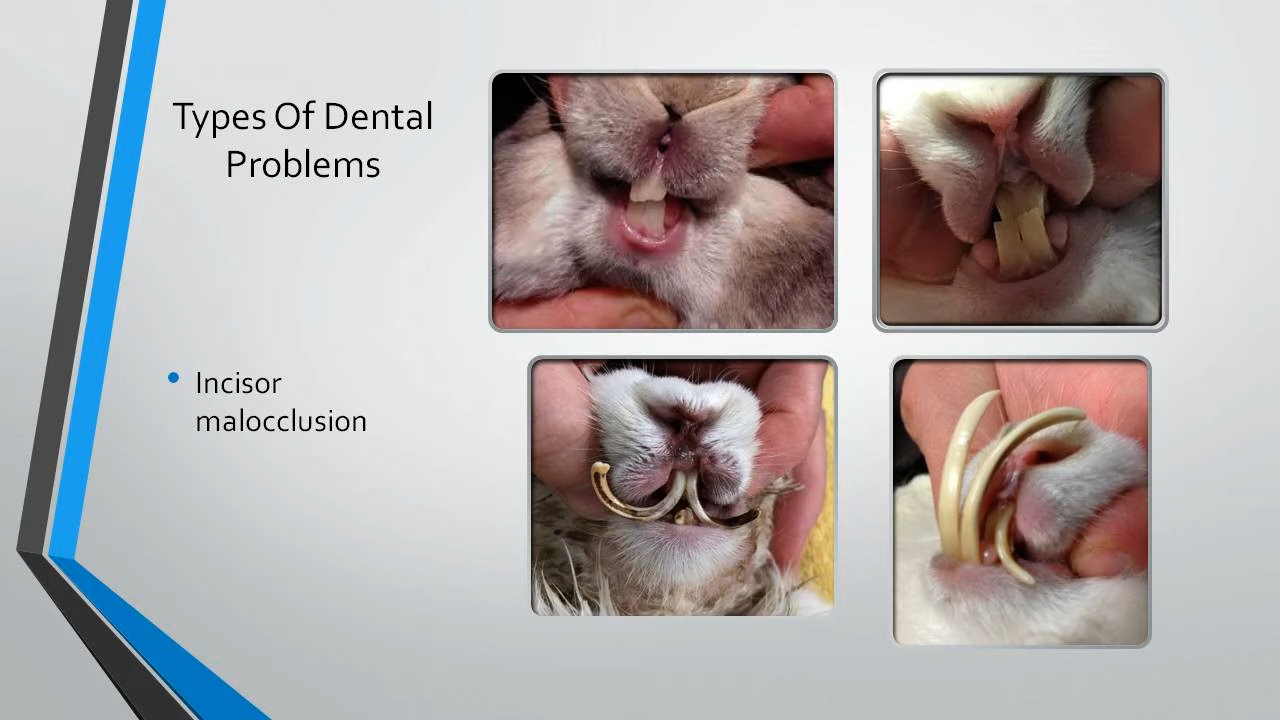 Types Of Dental
Problems
Incisor
malocclusion